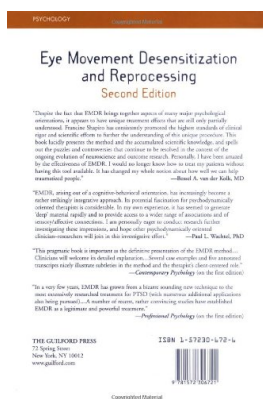 PSYCHOLOGY
Eye Movement Desensitization
and Reprocessing
Second Edition
"Despite the fact that EMDR brings together aspects of many major psychological
orientations, it appears to have unique treatment effects that are still only partially
understood. Francine Shapiro has consistently promoted the highest standards of clinical
rigor and scientific efforts to further the understanding of this unique procedure. This
book lucidly presents the method and the accumulated scientific knowledge, and spells
out the puzzles and controversies that continue to be resolved in the context of the
ongoing evolution of neuroscience and outcome research. Personally, I have been amazed
by the effectiveness of EMDR. I would no longer know how to treat my patients without
having this tool available. It has changed my whole notion about how well we can help
traumatized people."
—Bessel A. van der Kolk, MD
"EMDR, arising out of a cognitive-behavioral orientation, has increasingly become a
rather strikingly integrative approach. Its potential fascination for psychodynamically
oriented therapists is considerable. In my own experience, it has seemed to generate
'deep' material rapidly and to provide access to a wider range of associations and of
sensory/affective connections. I am personally eager to conduct research further
investigating these impressions, and hope other psychodynamically oriented
clinician-researchers will join in this investigative effort."
—Paul L. Wachtel, PhD
"This pragmatic book is important as the definitive presentation of the EMDR method....
Clinicians will welcome its detailed explanation.... Several case examples and five annotated
transcripts nicely illustrate subtleties in the method and the therapist's client-centered role."
—Contemporary Psychology (on the first edition)
"In a very few years, EMDR has grown from a bizarre sounding new technique to the
most extensively researched treatment for PTSD (with numerous additional applications
also being pursued)....A number of recent, rather convincing studies have established
EMDR as a legitimate and powerful treatment."
—Professional Psychology (on the first edition)
THE GUILFORD PRESS
72 Spring Street
New York, NY 10012
www.guilford.com
ISBN 1-57230-672-6
9 781572 306721